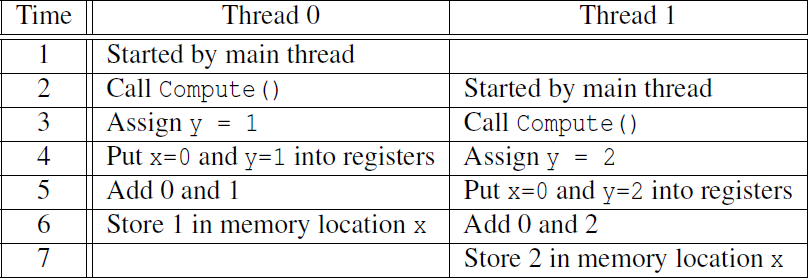 Time Thread 0 Thread 1
1 Started by main thread
2 Call Compute() Started by main thread
3 Assign y = 1 Call Compute()
4 Put x=0 and y=1 into registers Assign y = 2
5 Add 0 and 1 Put x=0 and y=2 into registers
6 Store 1 in memory location x Add 0 and 2
7 Store 2 in memory location x